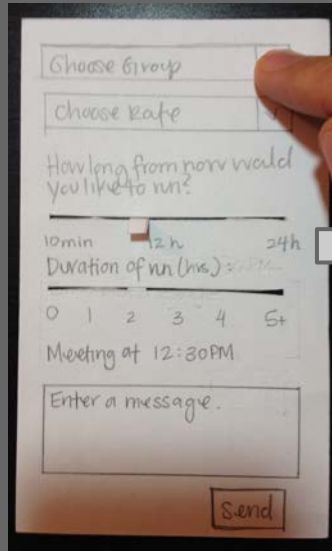 Choose Group
Choose Rafe
How long from now would
you like to run?
10min 12h 24h
Duration of run (hrs):
0 1 2 3 4 5+
Meeting at 12:30PM
Enter a message.
Send